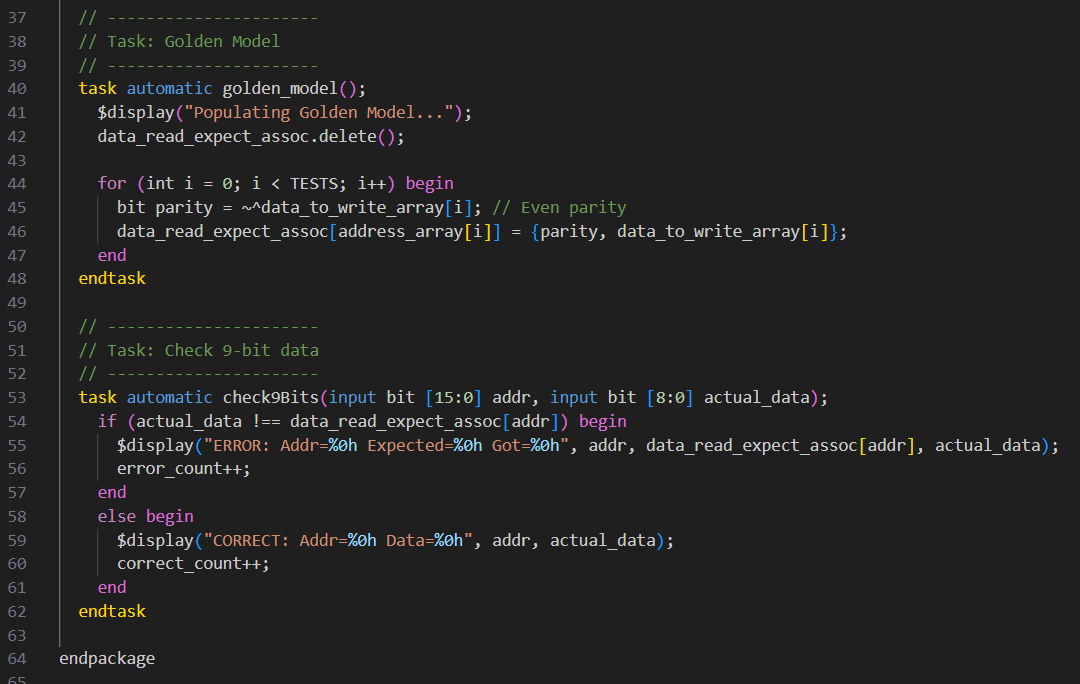 37 // ----------------------
38 // Task: Golden Model
39 // ----------------------
40 task automatic golden_model();
41 $display("Populating Golden Model...");
42 data_read_expect_assoc.delete();
43
44 for (int i = 0; i < TESTS; i++) begin
45 bit parity = ~^data_to_write_array[i]; // Even parity
46 data_read_expect_assoc[address_array[i]] = {parity, data_to_write_array[i]};
47 end
48 endtask
49
50 // ----------------------
51 // Task: Check 9-bit data
52 // ----------------------
53 task automatic check9Bits(input bit [15:0] addr, input bit [8:0] actual_data);
54 if (actual_data !== data_read_expect_assoc[addr]) begin
55 $display("ERROR: Addr=%0h Expected=%0h Got=%0h", addr, data_read_expect_assoc[addr], actual_data);
56 error_count++;
57 end
58 else begin
59 $display("CORRECT: Addr=%0h Data=%0h", addr, actual_data);
60 correct_count++;
61 end
62 endtask
63
64 endpackage
65